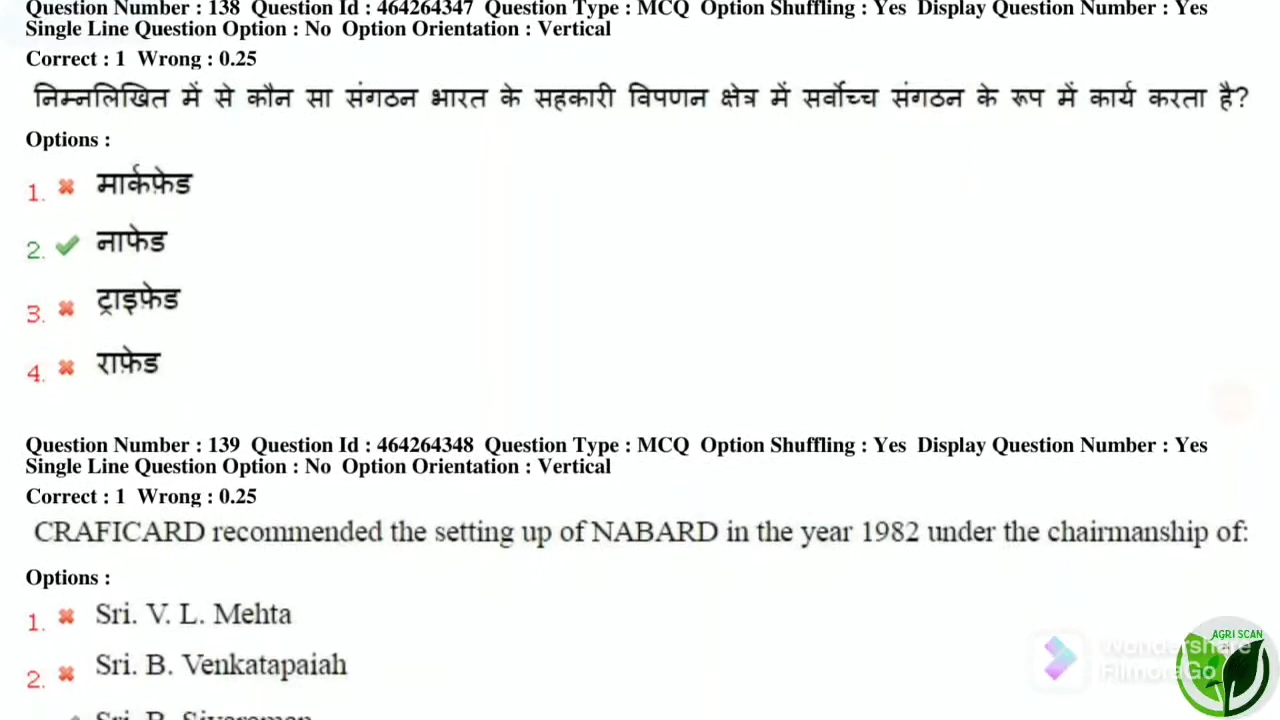 Question Number : 138 Question Id : 464264347 Question Type : MCQ Option Shuffling : Yes Display Question Number : Yes
Single Line Question Option : No Option Orientation : Vertical
Correct : 1 Wrong : 0.25
निम्नलिखित में से कौन सा संगठन भारत के सहकारी विपणन क्षेत्र में सर्वोच्च संगठन के रूप में कार्य करता है?
Options :
1. मार्कफ़ेड
2. नाफेड
3. ट्राइफ़ेड
4. राफ़ेड
Question Number : 139 Question Id : 464264348 Question Type : MCQ Option Shuffling : Yes Display Question Number : Yes
Single Line Question Option : No Option Orientation : Vertical
Correct : 1 Wrong : 0.25
CRAFICARD recommended the setting up of NABARD in the year 1982 under the chairmanship of:
Options :
1. Sri. V. L. Mehta
2. Sri. B. Venkatapaiah
AGRI SCAN
Wondershare
FilmoraGo